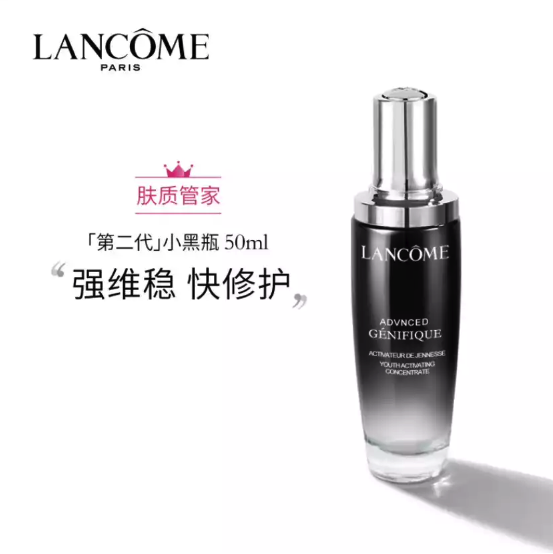 LANCÔME
PARIS
肤质管家
「第二代」小黑瓶 50ml
“强维稳 快修护”
LANCÔME
ADVNCED
GÉNIFIQUE
ACTIVATEUR DE JENNESSE
YOUTH ACTIVATING
CONCENTRATE